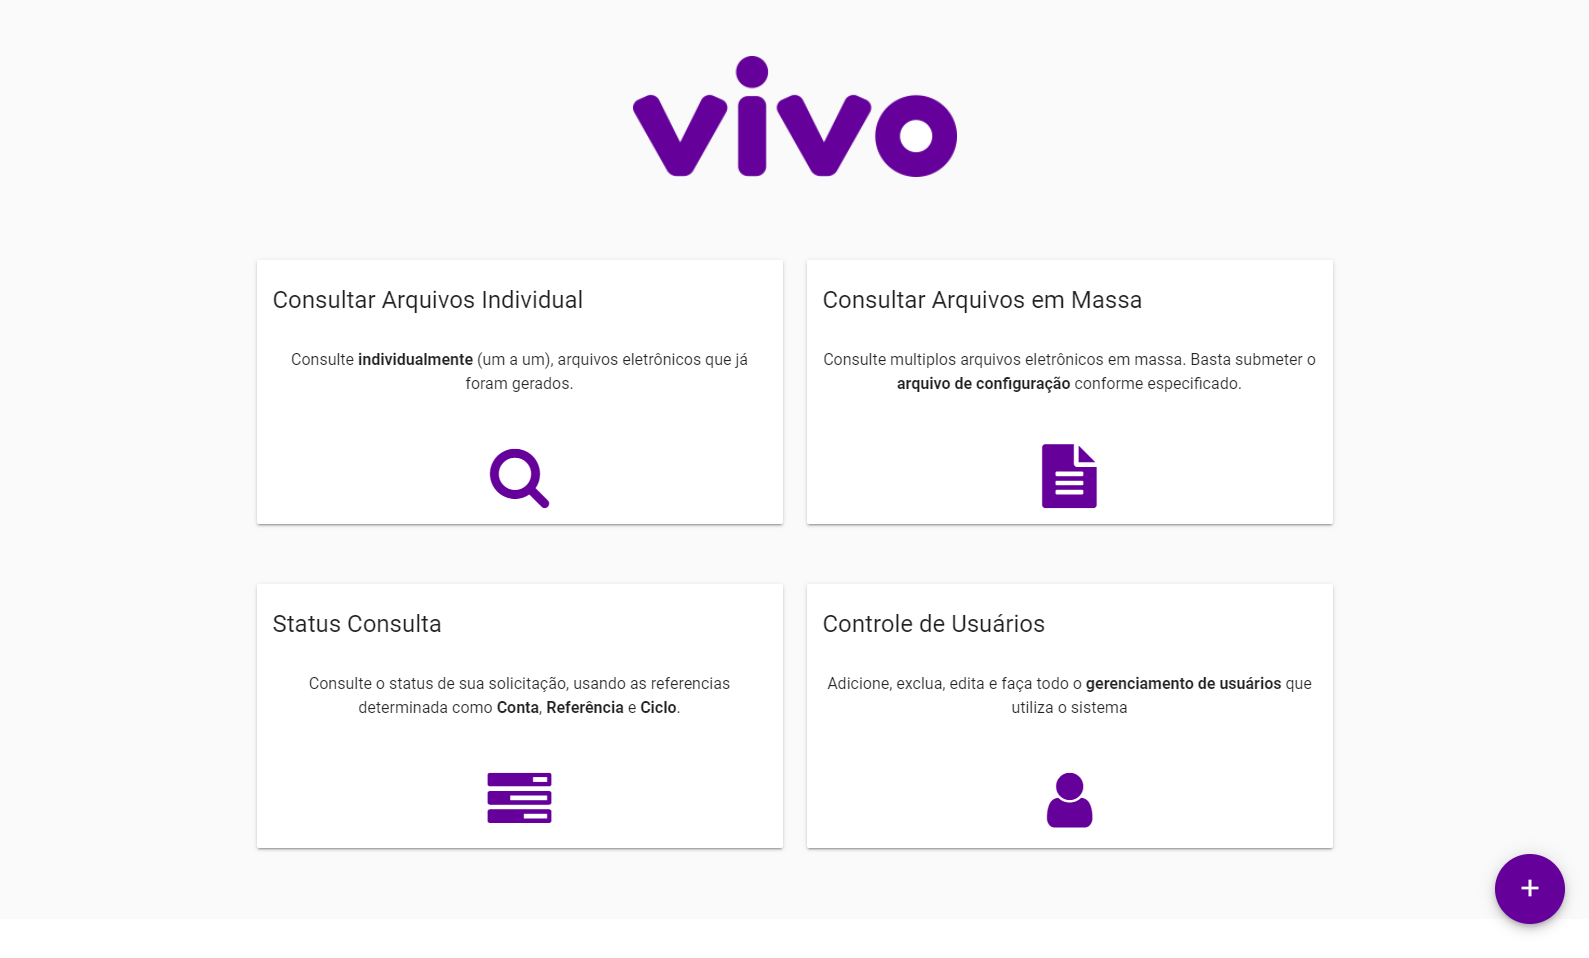 vivo
Consultar Arquivos Individual
Consulte individualmente (um a um), arquivos eletrônicos que já
foram gerados.
Consultar Arquivos em Massa
Consulte multiplos arquivos eletrônicos em massa. Basta submeter o
arquivo de configuração conforme especificado.
Status Consulta
Consulte o status de sua solicitação, usando as referencias
determinada como Conta, Referência e Ciclo.
Controle de Usuários
Adicione, exclua, edita e faça todo o gerenciamento de usuários que
utiliza o sistema
+